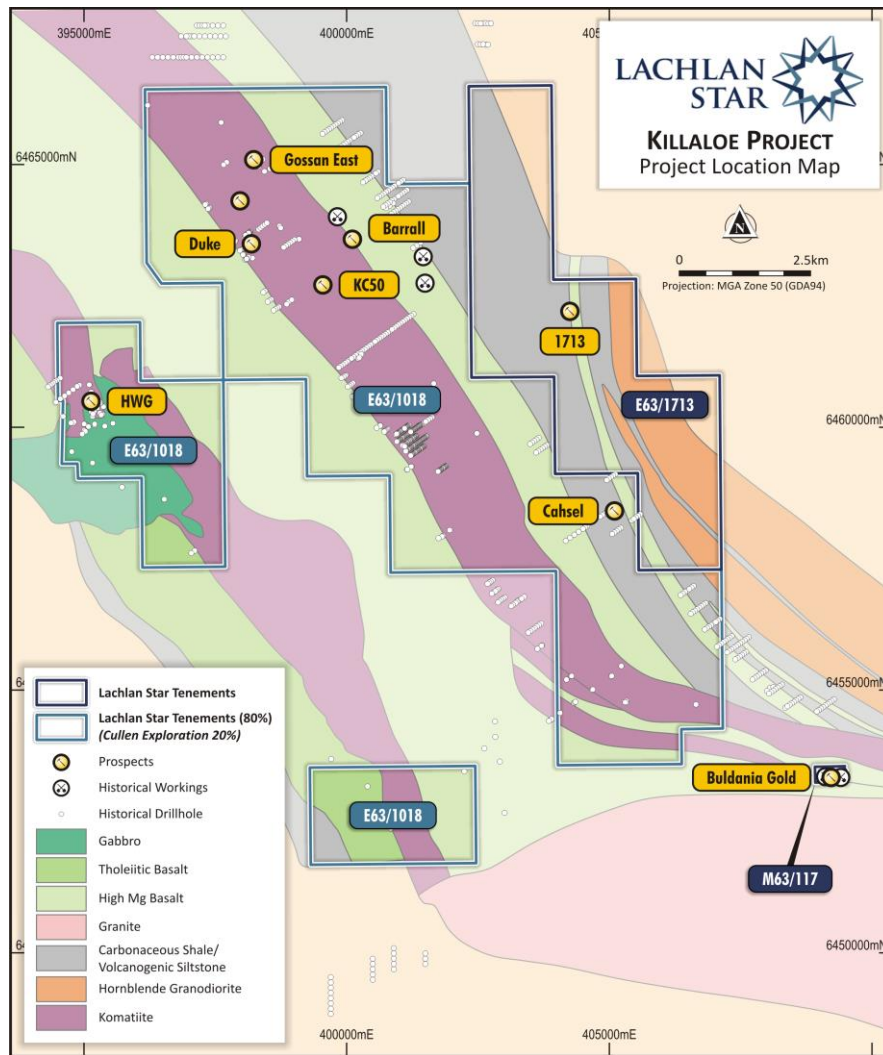 395000mE
400000mE
405
LACHLAN
STAR
KILLALOE PROJECT
Project Location Map
N
0
2.5km
Projection: MGA Zone 50 (GDA94)
6465000mN
Gossan East
Duke
Barrall
KC50
1713
HWG
E63/1018
E63/1018
E63/1713
6460000mN
Cahsel
64
6455000mN
Lachlan Star Tenements
Lachlan Star Tenements (80%)
(Cullen Exploration 20%)
Prospects
Historical Workings
Historical Drillhole
Gabbro
Tholeiitic Basalt
High Mg Basalt
Granite
Carbonaceous Shale/
Volcanogenic Siltstone
Hornblende Granodiorite
Komatiite
E63/1018
Buldania Gold
M63/117
64
6450000mN
400000mE
405000mE